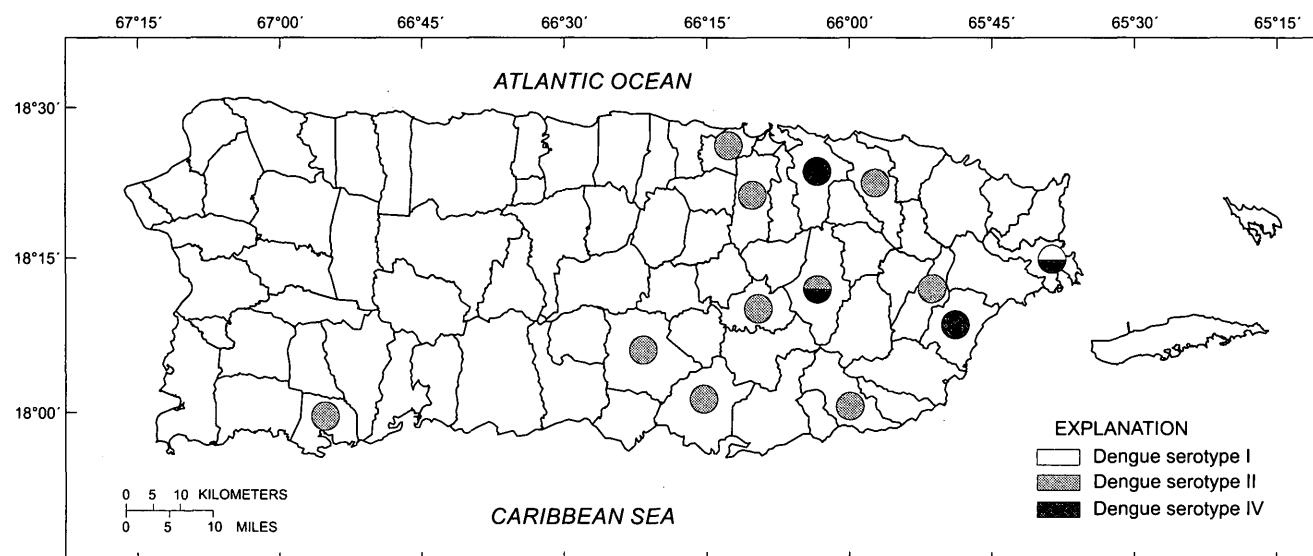 67°15´ 67°00´ 66°45´ 66°30´ 66°15´ 66°00´ 65°45´ 65°30´ 65°15´
ATLANTIC OCEAN
18°30´
18°15´
18°00´
EXPLANATION
Dengue serotype I
Dengue serotype II
Dengue serotype IV
0 5 10 KILOMETERS
0 5 10 MILES
CARIBBEAN SEA